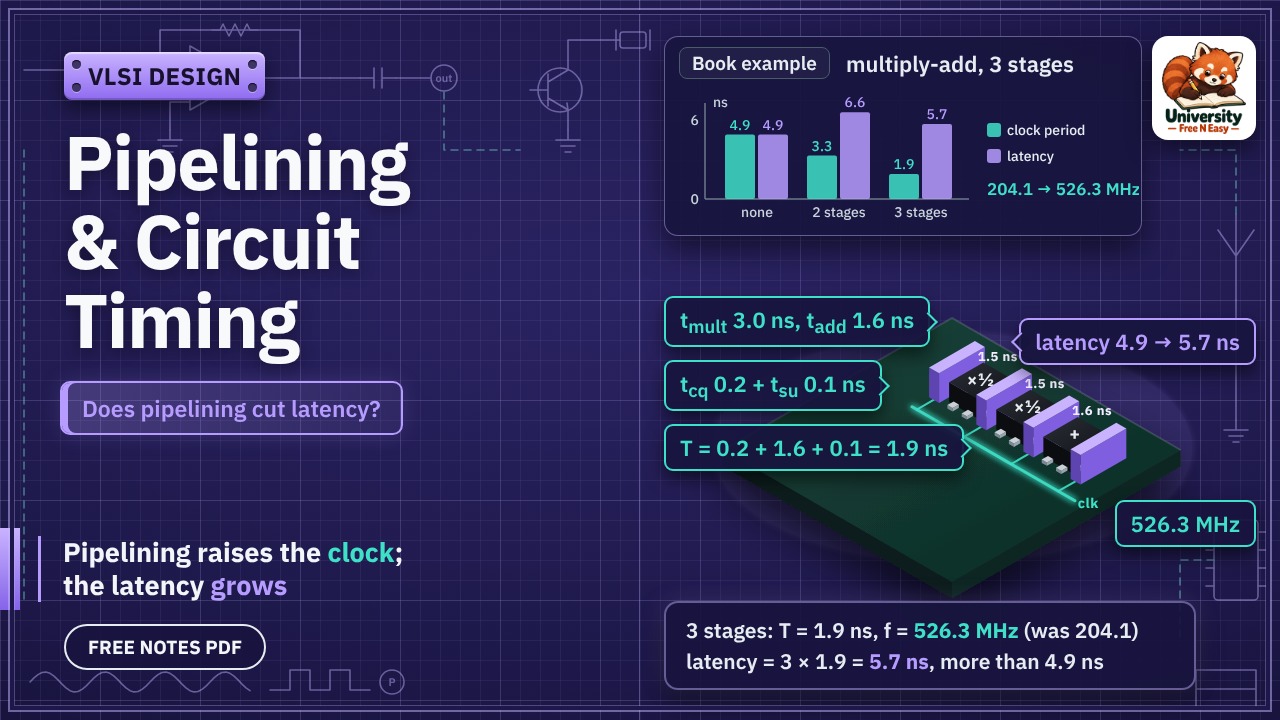 VLSI DESIGN
Pipelining
& Circuit
Timing
Does pipelining cut latency?
Pipelining raises the clock;
the latency grows
FREE NOTES PDF
out
P
Book example
multiply-add, 3 stages
ns
6
0
4.9 4.9
3.3 6.6
1.9 5.7
none
2 stages
3 stages
clock period
latency
204.1 → 526.3 MHz
University
Free N Easy
tmult 3.0 ns, tadd 1.6 ns
tcq 0.2 + tsu 0.1 ns
T = 0.2 + 1.6 + 0.1 = 1.9 ns
latency 4.9 → 5.7 ns
1.5 ns
×½
1.5 ns
×½
1.6 ns
+
clk
526.3 MHz
3 stages: T = 1.9 ns, f = 526.3 MHz (was 204.1)
latency = 3 × 1.9 = 5.7 ns, more than 4.9 ns